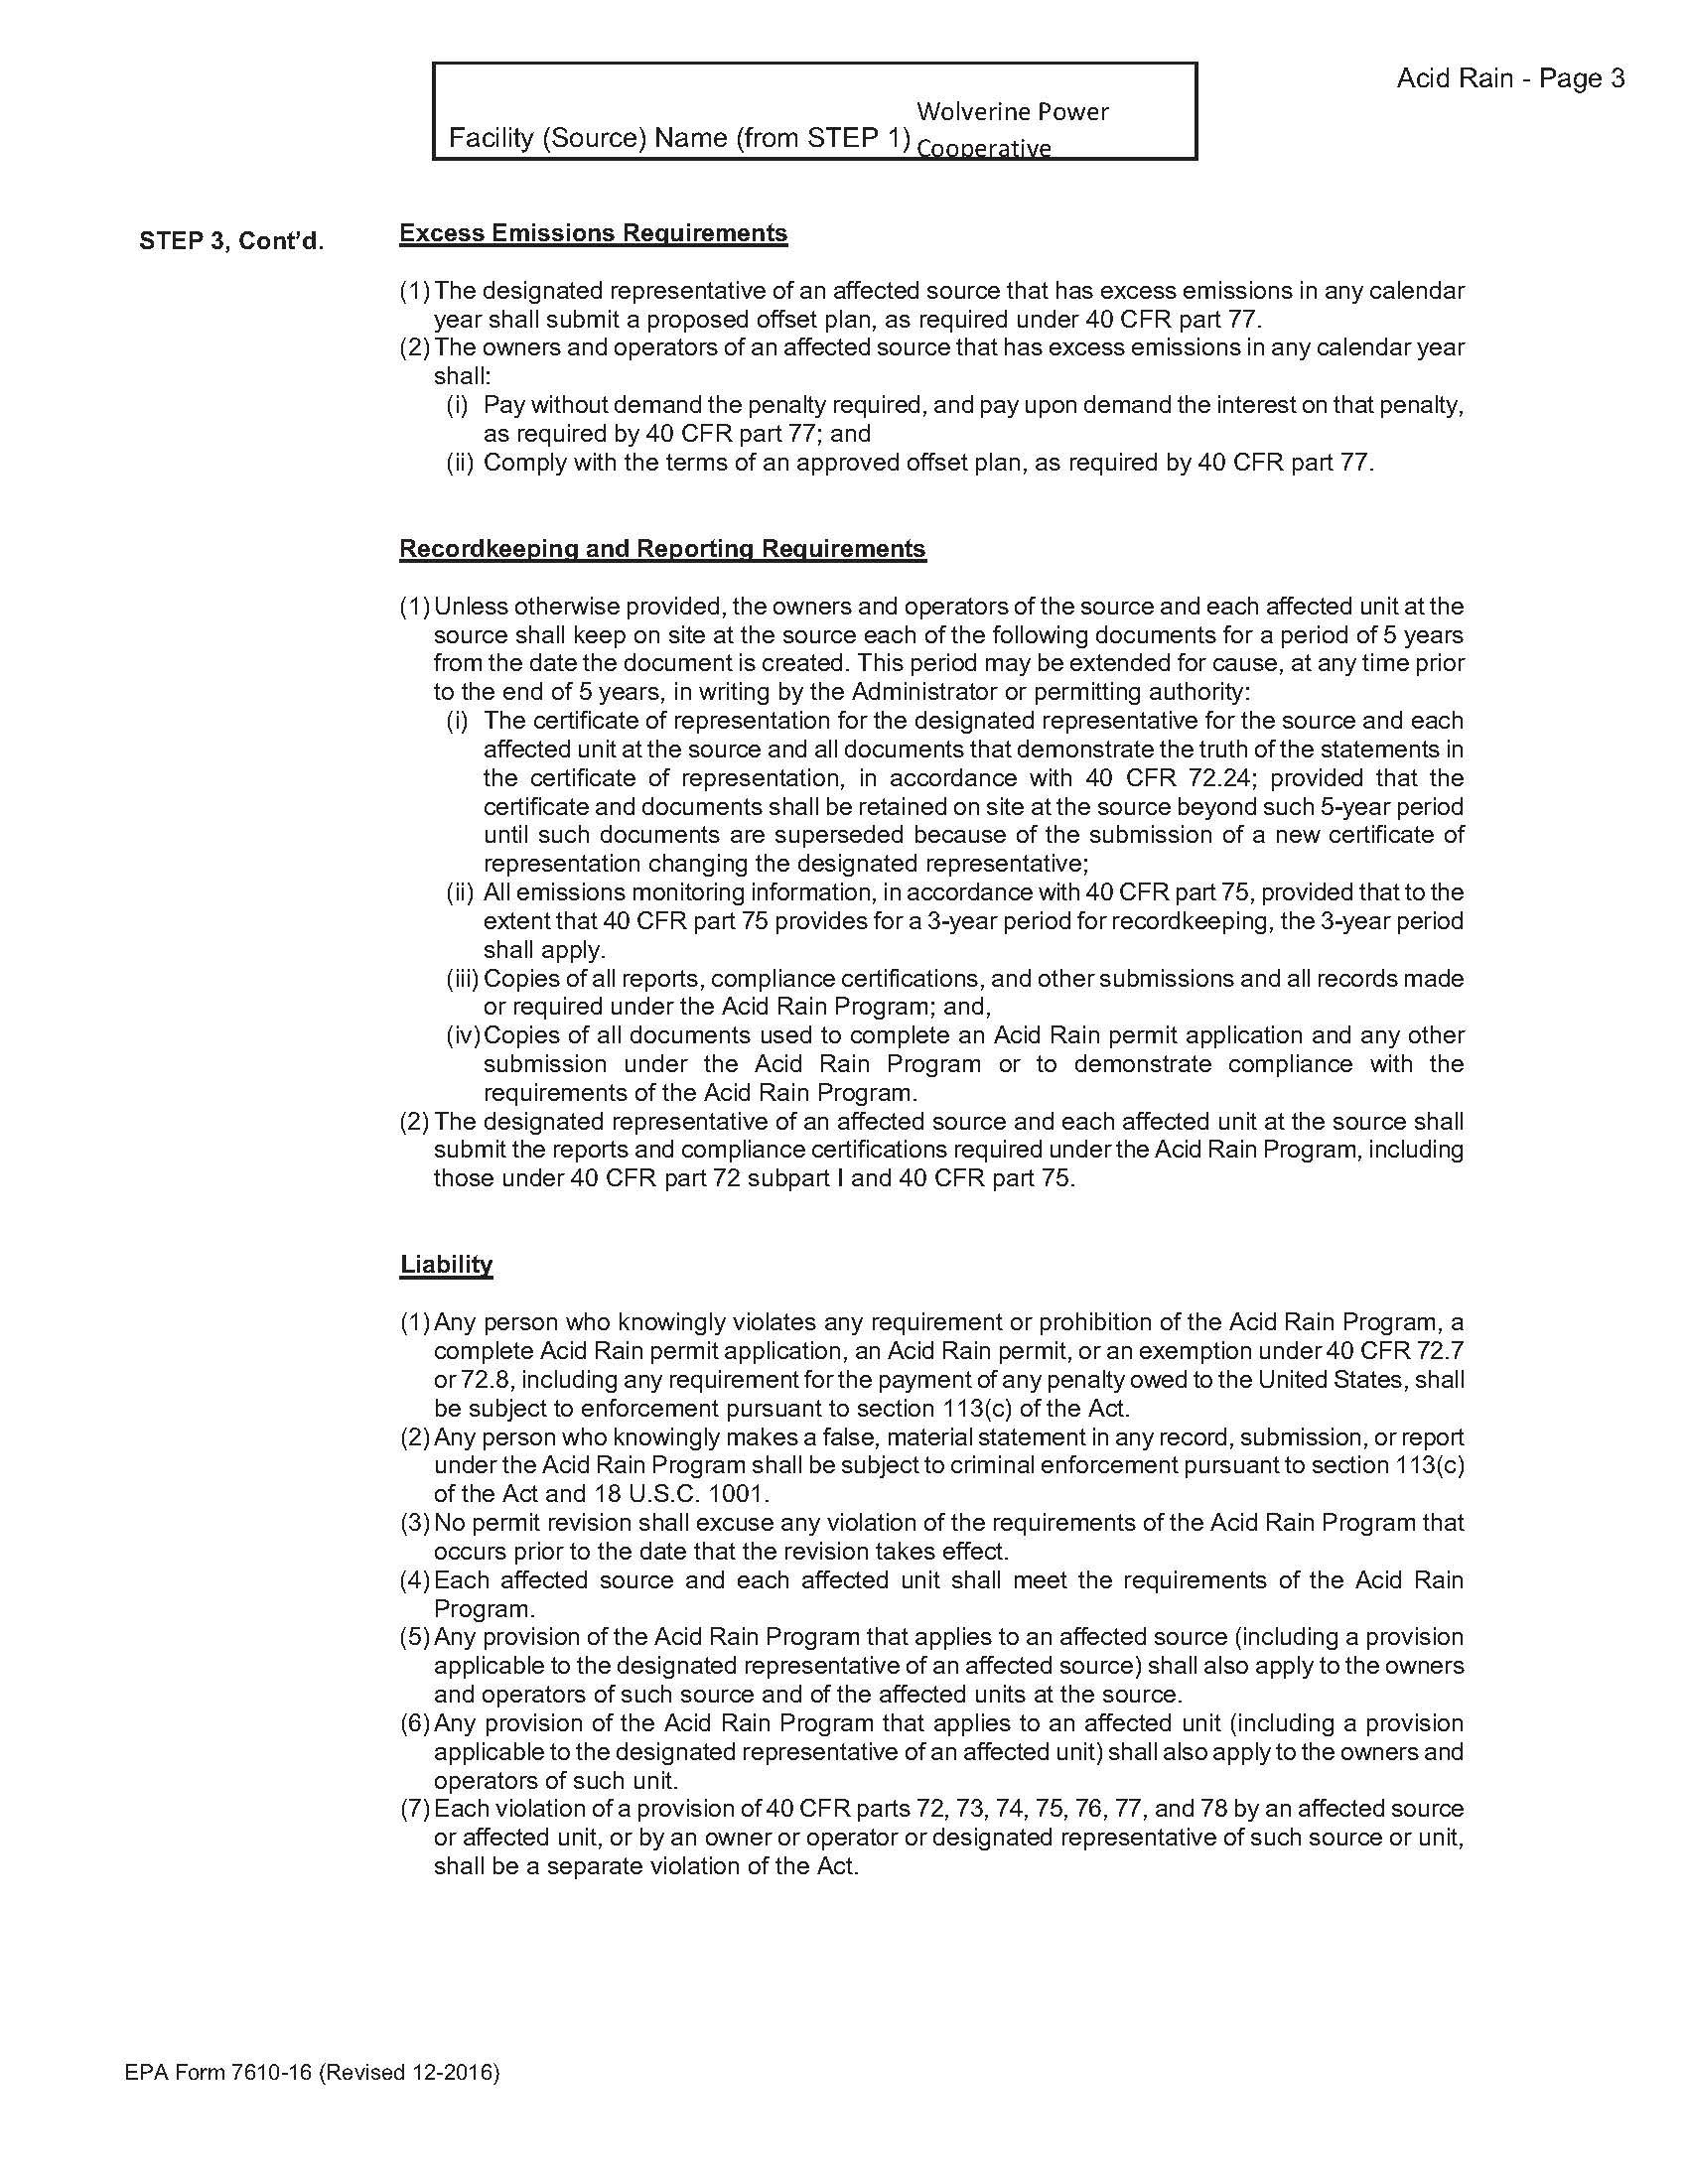 Acid Rain - Page 3
Wolverine Power
Facility (Source) Name (from STEP 1) Cooperative
STEP 3, Cont’d.
Excess Emissions Requirements
(1) The designated representative of an affected source that has excess emissions in any calendar
year shall submit a proposed offset plan, as required under 40 CFR part 77.
(2) The owners and operators of an affected source that has excess emissions in any calendar year
shall:
(i) Pay without demand the penalty required, and pay upon demand the interest on that penalty,
as required by 40 CFR part 77; and
(ii) Comply with the terms of an approved offset plan, as required by 40 CFR part 77.
Recordkeeping and Reporting Requirements
(1) Unless otherwise provided, the owners and operators of the source and each affected unit at the
source shall keep on site at the source each of the following documents for a period of 5 years
from the date the document is created. This period may be extended for cause, at any time prior
to the end of 5 years, in writing by the Administrator or permitting authority:
(i) The certificate of representation for the designated representative for the source and each
affected unit at the source and all documents that demonstrate the truth of the statements in
the certificate of representation, in accordance with 40 CFR 72.24; provided that the
certificate and documents shall be retained on site at the source beyond such 5-year period
until such documents are superseded because of the submission of a new certificate of
representation changing the designated representative;
(ii) All emissions monitoring information, in accordance with 40 CFR part 75, provided that to the
extent that 40 CFR part 75 provides for a 3-year period for recordkeeping, the 3-year period
shall apply.
(iii) Copies of all reports, compliance certifications, and other submissions and all records made
or required under the Acid Rain Program; and,
(iv) Copies of all documents used to complete an Acid Rain permit application and any other
submission under the Acid Rain Program or to demonstrate compliance with the
requirements of the Acid Rain Program.
(2) The designated representative of an affected source and each affected unit at the source shall
submit the reports and compliance certifications required under the Acid Rain Program, including
those under 40 CFR part 72 subpart I and 40 CFR part 75.
Liability
(1) Any person who knowingly violates any requirement or prohibition of the Acid Rain Program, a
complete Acid Rain permit application, an Acid Rain permit, or an exemption under 40 CFR 72.7
or 72.8, including any requirement for the payment of any penalty owed to the United States, shall
be subject to enforcement pursuant to section 113(c) of the Act.
(2) Any person who knowingly makes a false, material statement in any record, submission, or report
under the Acid Rain Program shall be subject to criminal enforcement pursuant to section 113(c)
of the Act and 18 U.S.C. 1001.
(3) No permit revision shall excuse any violation of the requirements of the Acid Rain Program that
occurs prior to the date that the revision takes effect.
(4) Each affected source and each affected unit shall meet the requirements of the Acid Rain
Program.
(5) Any provision of the Acid Rain Program that applies to an affected source (including a provision
applicable to the designated representative of an affected source) shall also apply to the owners
and operators of such source and of the affected units at the source.
(6) Any provision of the Acid Rain Program that applies to an affected unit (including a provision
applicable to the designated representative of an affected unit) shall also apply to the owners and
operators of such unit.
(7) Each violation of a provision of 40 CFR parts 72, 73, 74, 75, 76, 77, and 78 by an affected source
or affected unit, or by an owner or operator or designated representative of such source or unit,
shall be a separate violation of the Act.
EPA Form 7610-16 (Revised 12-2016)